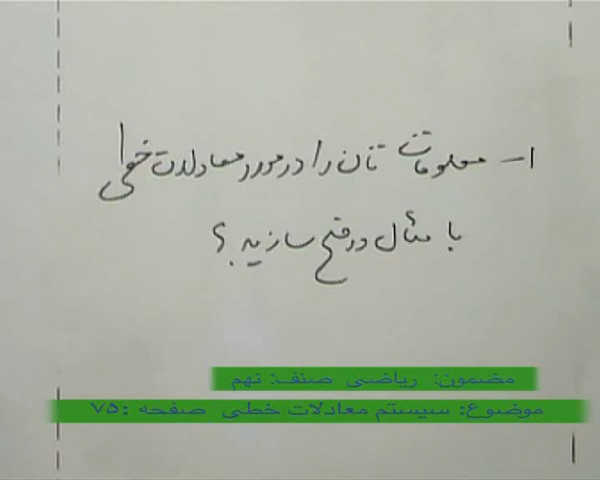 ۱- معلومات تان را در مورد معادلات خطی
با مثال درج سازید؟
مضمون: ریاضی صنف: نهم
موضوع: سیستم معادلات خطی صفحه: ۷۵